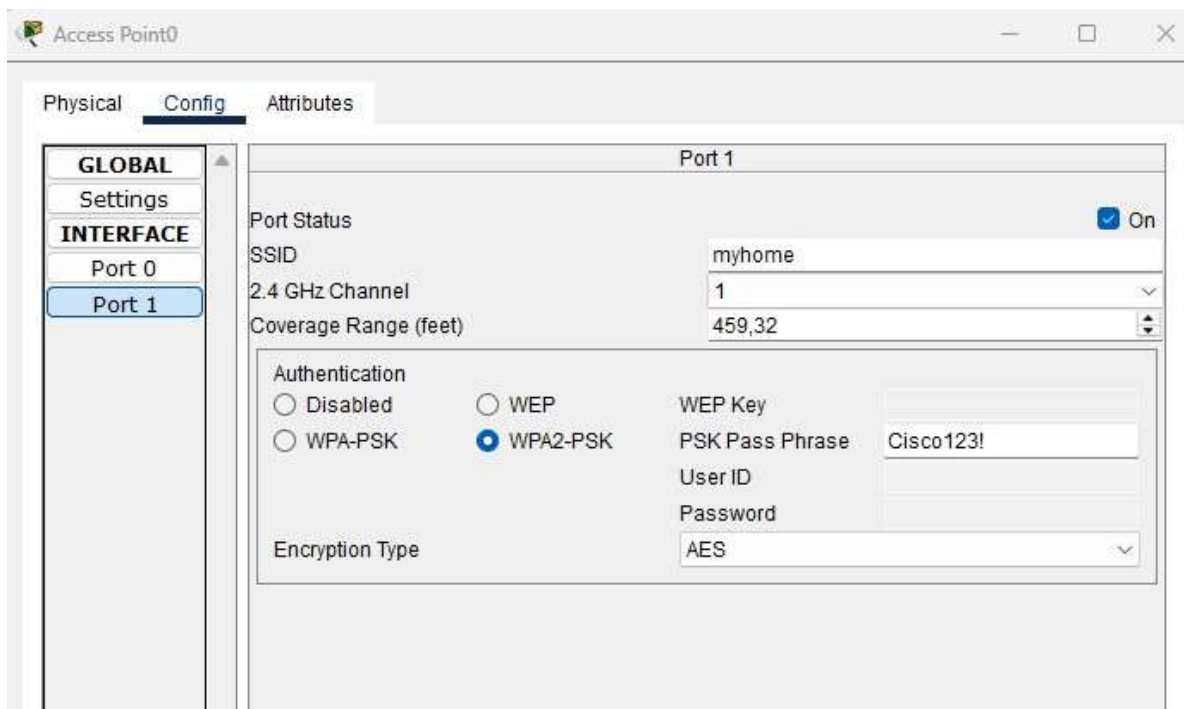 Access Point0
Physical Config Attributes
GLOBAL
Settings
INTERFACE
Port 0
Port 1
Port 1
Port Status On
SSID myhome
2.4 GHz Channel 1
Coverage Range (feet) 459,32
Authentication
Disabled WEP WEP Key
WPA-PSK WPA2-PSK PSK Pass Phrase Cisco123!
User ID
Password
Encryption Type AES